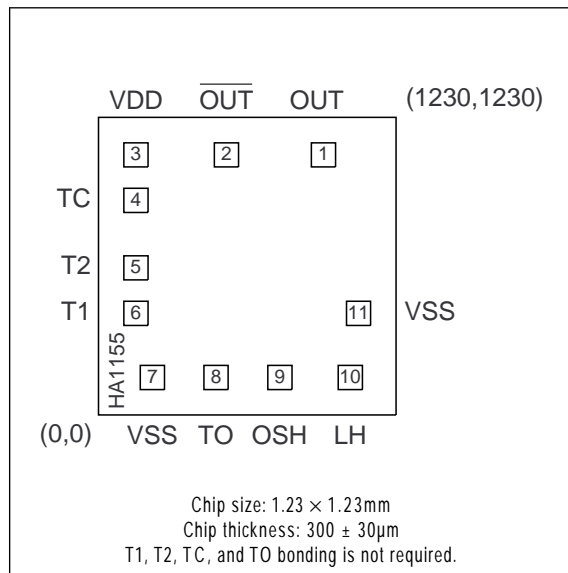 VDD OUT OUT (1230,1230)
3 2 1
TC 4
T2 5
T1 6 11 VSS
HA1155
7 8 9 10
(0,0) VSS TO OSH LH
Chip size: 1.23 × 1.23mm
Chip thickness: 300 ± 30µm
T1, T2, TC, and TO bonding is not required.